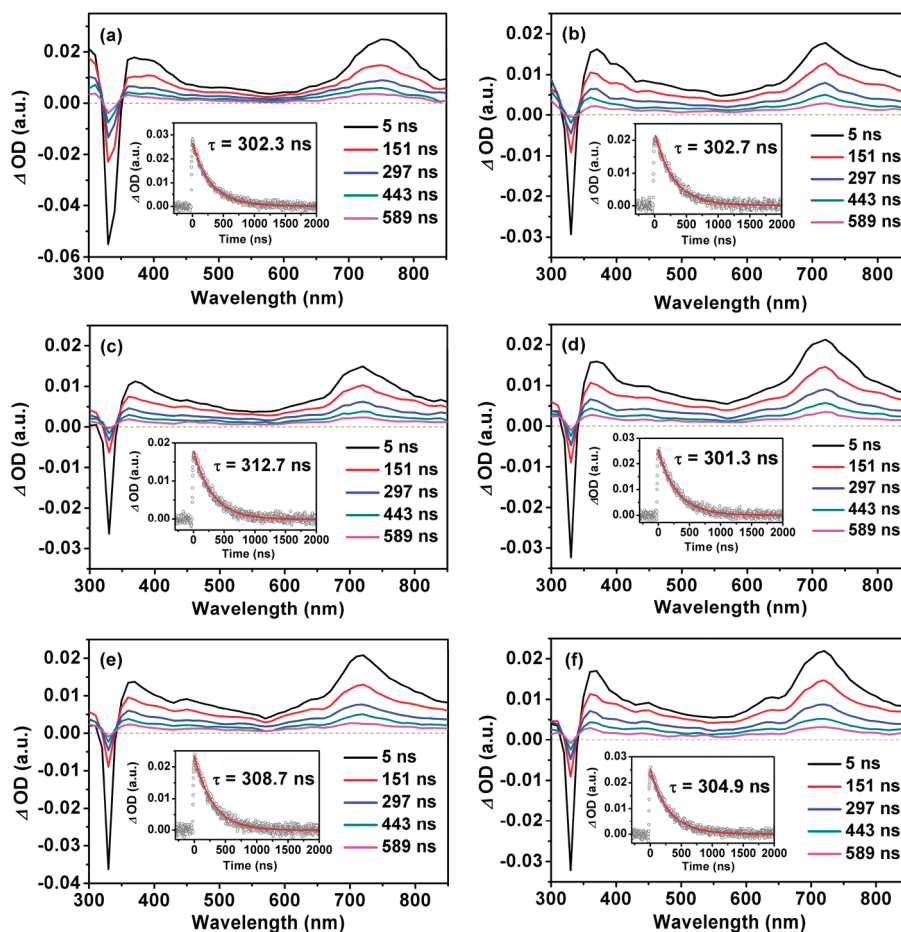 (a)
0.02
0.00
-0.02
-0.04
-0.06
Δ OD (a.u.)
300 400 500 600 700 800
Wavelength (nm)
5 ns
151 ns
297 ns
443 ns
589 ns
τ = 302.3 ns
0.03
0.02
0.01
0.00
Δ OD (a.u.)
0 500 1000 1500 2000
Time (ns)
(b)
0.02
0.01
0.00
-0.01
-0.02
-0.03
Δ OD (a.u.)
300 400 500 600 700 800
Wavelength (nm)
5 ns
151 ns
297 ns
443 ns
589 ns
τ = 302.7 ns
0.02
0.01
0.00
Δ OD (a.u.)
0 500 1000 1500 2000
Time (ns)
(c)
0.02
0.01
0.00
-0.01
-0.02
-0.03
Δ OD (a.u.)
300 400 500 600 700 800
Wavelength (nm)
5 ns
151 ns
297 ns
443 ns
589 ns
τ = 312.7 ns
0.02
0.01
0.00
Δ OD (a.u.)
0 500 1000 1500 2000
Time (ns)
(d)
0.02
0.01
0.00
-0.01
-0.02
-0.03
Δ OD (a.u.)
300 400 500 600 700 800
Wavelength (nm)
5 ns
151 ns
297 ns
443 ns
589 ns
τ = 301.3 ns
0.03
0.02
0.01
0.00
ΔOD (a.u.)
0 500 1000 1500 2000
Time (ns)
(e)
0.02
0.01
0.00
-0.01
-0.02
-0.03
-0.04
Δ OD (a.u.)
300 400 500 600 700 800
Wavelength (nm)
5 ns
151 ns
297 ns
443 ns
589 ns
τ = 308.7 ns
0.02
0.01
0.00
Δ OD (a.u.)
0 500 1000 1500 2000
Time (ns)
(f)
0.02
0.01
0.00
-0.01
-0.02
-0.03
Δ OD (a.u.)
300 400 500 600 700 800
Wavelength (nm)
5 ns
151 ns
297 ns
443 ns
589 ns
τ = 304.9 ns
0.03
0.02
0.01
0.00
Δ OD (a.u.)
0 500 1000 1500 2000
Time (ns)